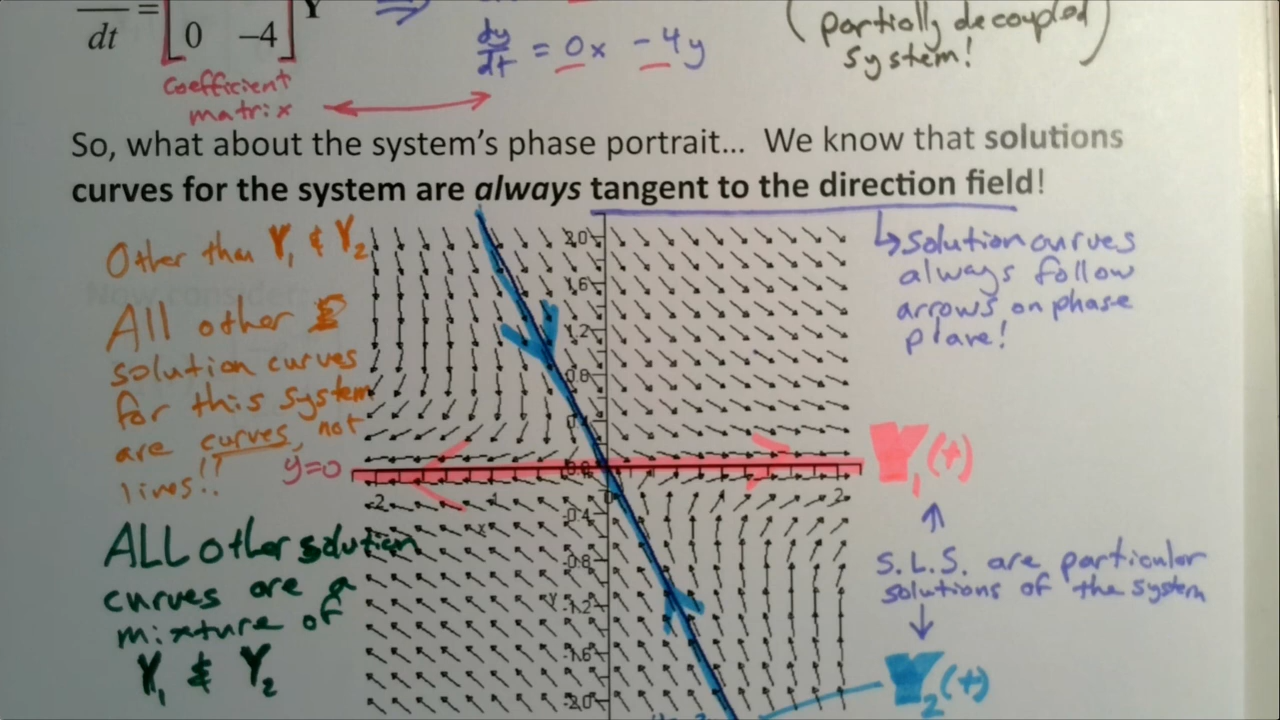 dt = [ 0 -4 ] Y ⇒ dy/dt = 0x - 4y
(partially decoupled
system!)
coefficient
matrix
So, what about the system's phase portrait... We know that solutions
curves for the system are always tangent to the direction field!
Other than Y₁ & Y₂
All other
solution curves
for this system
are curves, not
lines!!
↳ Solution curves
always follow
arrows on phase
plane!
2.0
1.6
1.2
0.8
0.4
0.0
y=0
-2 -1 0 1 2
x
-0.4
-0.8
Y -1.2
-1.6
-2.0
Y₁(t)
S.L.S. are particular
solutions of the system
Y₂(t)
ALL other solution
curves are a
mixture of
Y₁ & Y₂